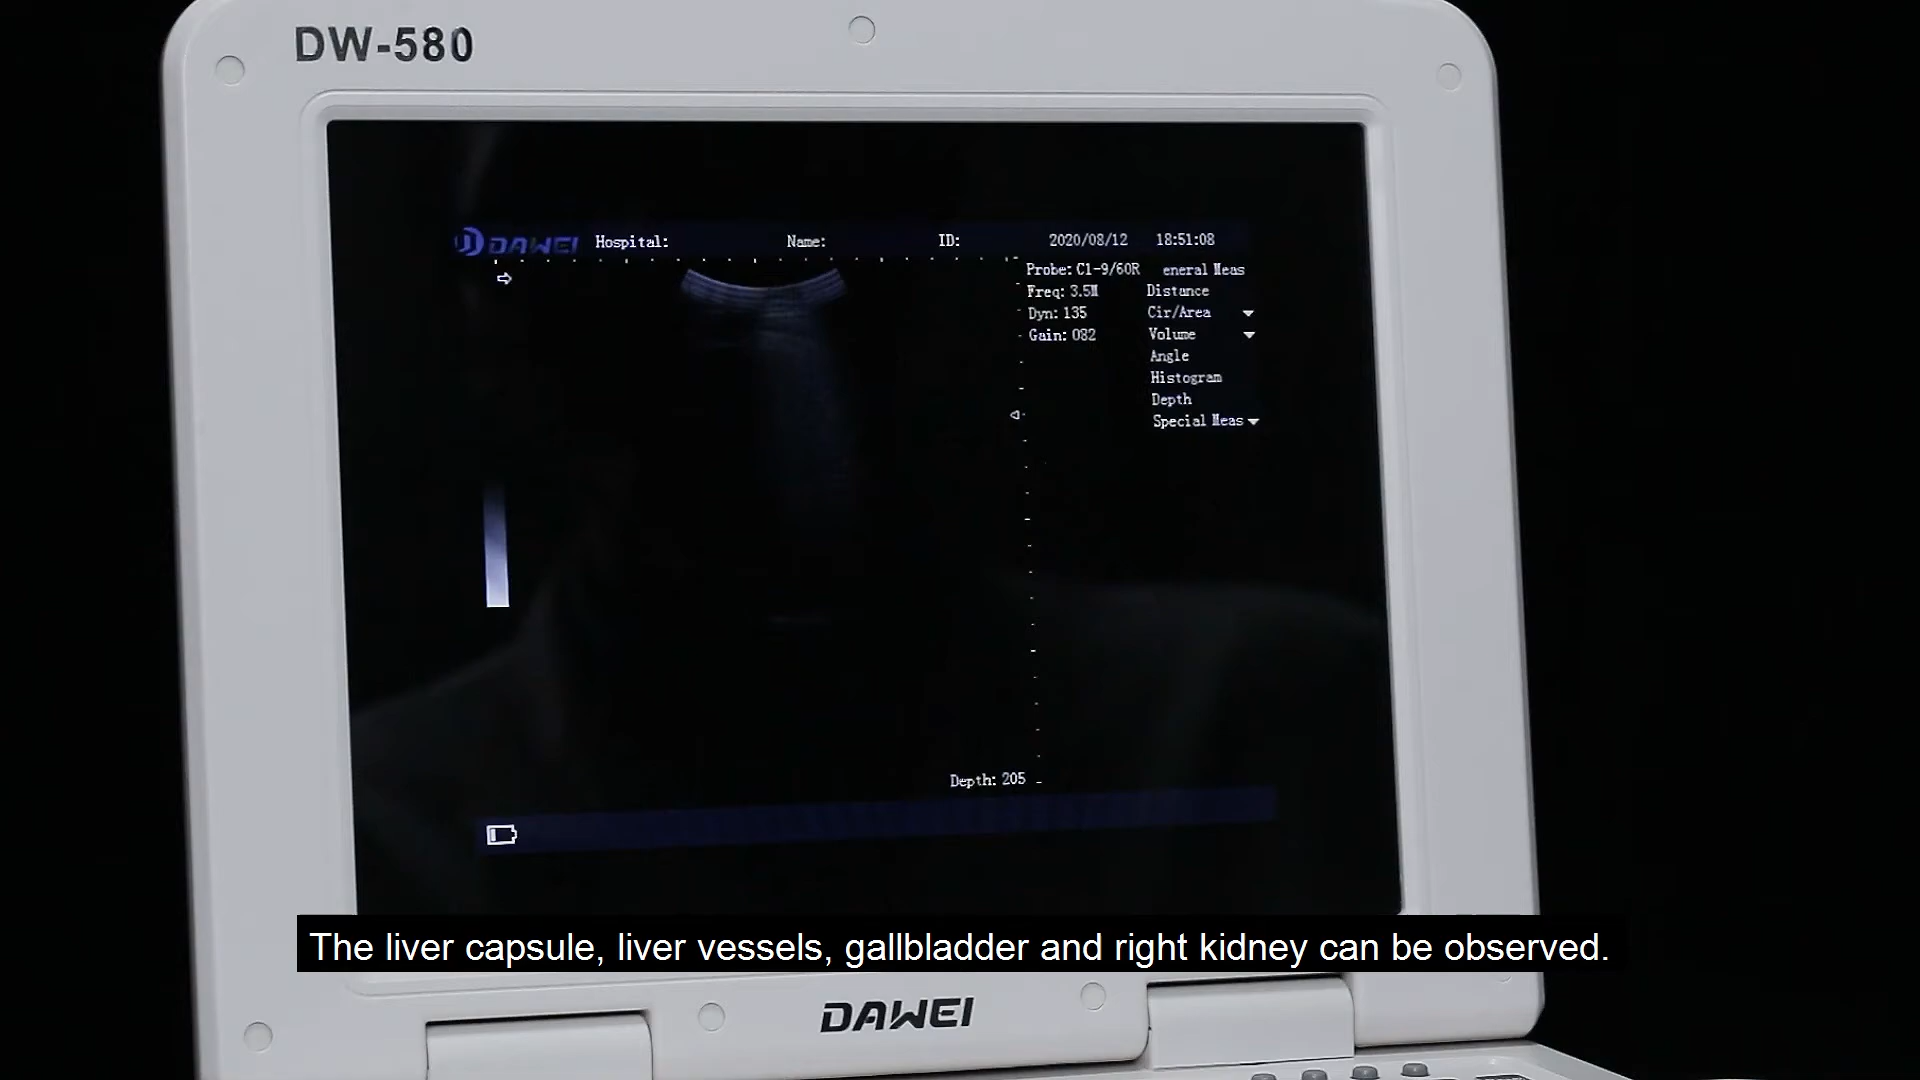 DW-580
DAWEI Hospital: Name: ID: 2020/08/12 18:51:08
Probe: C1-9/60R eneral Meas
Freq: 3.5M Distance
Dyn: 135 Cir/Area
Gain: 082 Volume
Angle
Histogram
Depth
Special Meas
Depth: 205
The liver capsule, liver vessels, gallbladder and right kidney can be observed.
DAWEI